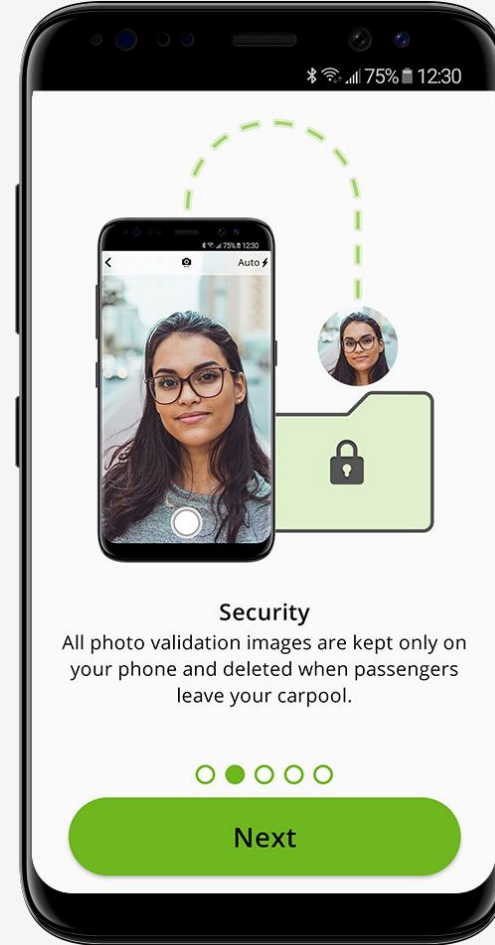 75% 12:30
75% 12:30
Auto
Security
All photo validation images are kept only on
your phone and deleted when passengers
leave your carpool.
Next